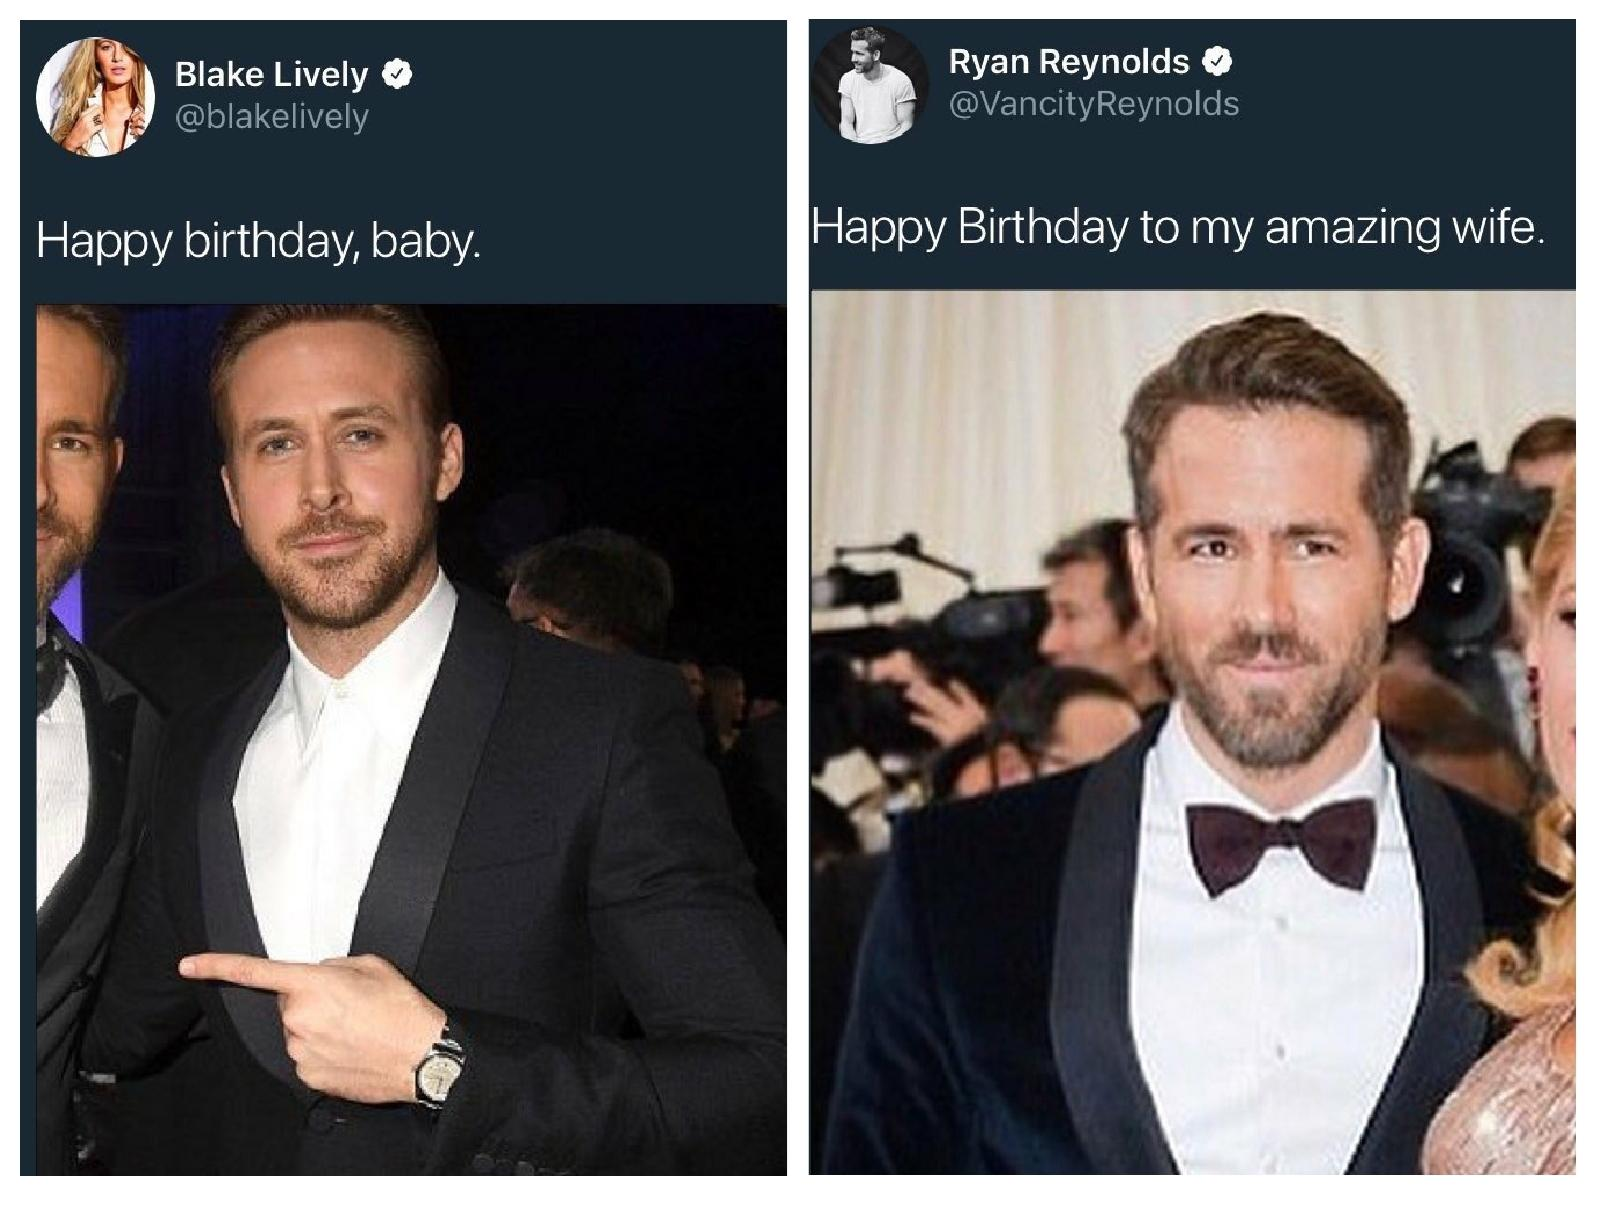 Blake Lively
@blakelively
Happy birthday, baby.
Ryan Reynolds
@VancityReynolds
Happy Birthday to my amazing wife.